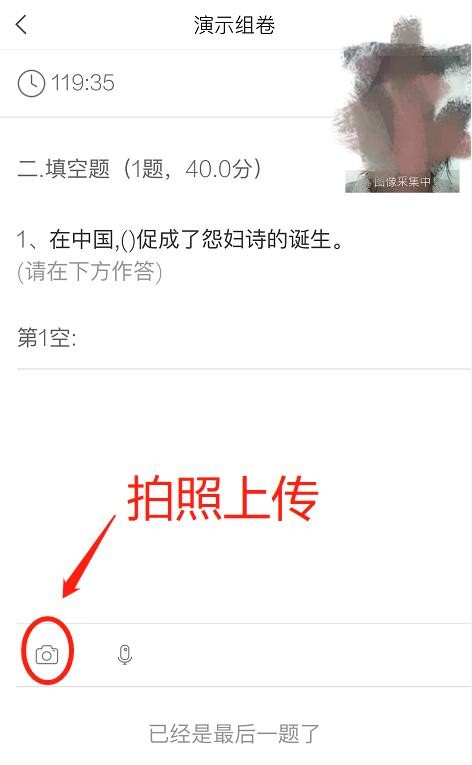 演示组卷
119:35
图像采集中
二.填空题（1题，40.0分）
1、在中国,()促成了怨妇诗的诞生。
(请在下方作答)
第1空:
拍照上传
已经是最后一题了